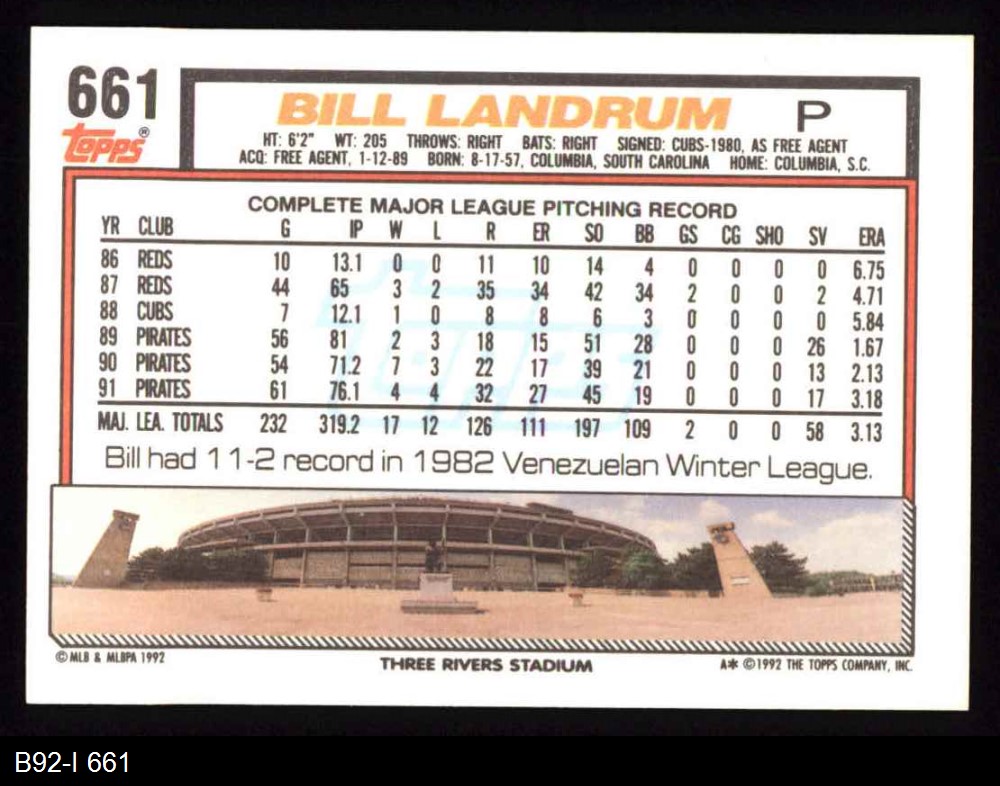 661
Topps®
BILL LANDRUM P
HT: 6'2" WT: 205 THROWS: RIGHT BATS: RIGHT SIGNED: CUBS-1980, AS FREE AGENT
ACQ: FREE AGENT, 1-12-89 BORN: 8-17-57, COLUMBIA, SOUTH CAROLINA HOME: COLUMBIA, S.C.
COMPLETE MAJOR LEAGUE PITCHING RECORD
YR CLUB G IP W L R ER SO BB GS CG SHO SV ERA
86 REDS 10 13.1 0 0 11 10 14 4 0 0 0 0 6.75
87 REDS 44 65 3 2 35 34 42 34 2 0 0 2 4.71
88 CUBS 7 12.1 1 0 8 8 6 3 0 0 0 0 5.84
89 PIRATES 56 81 2 3 18 15 51 28 0 0 0 26 1.67
90 PIRATES 54 71.2 7 3 22 17 39 21 0 0 0 13 2.13
91 PIRATES 61 76.1 4 4 32 27 45 19 0 0 0 17 3.18
MAJ. LEA. TOTALS 232 319.2 17 12 126 111 197 109 2 0 0 58 3.13
Topps
Bill had 11-2 record in 1982 Venezuelan Winter League.
© MLB & MLBPA 1992
THREE RIVERS STADIUM
A* © 1992 THE TOPPS COMPANY, INC.
B92-I 661